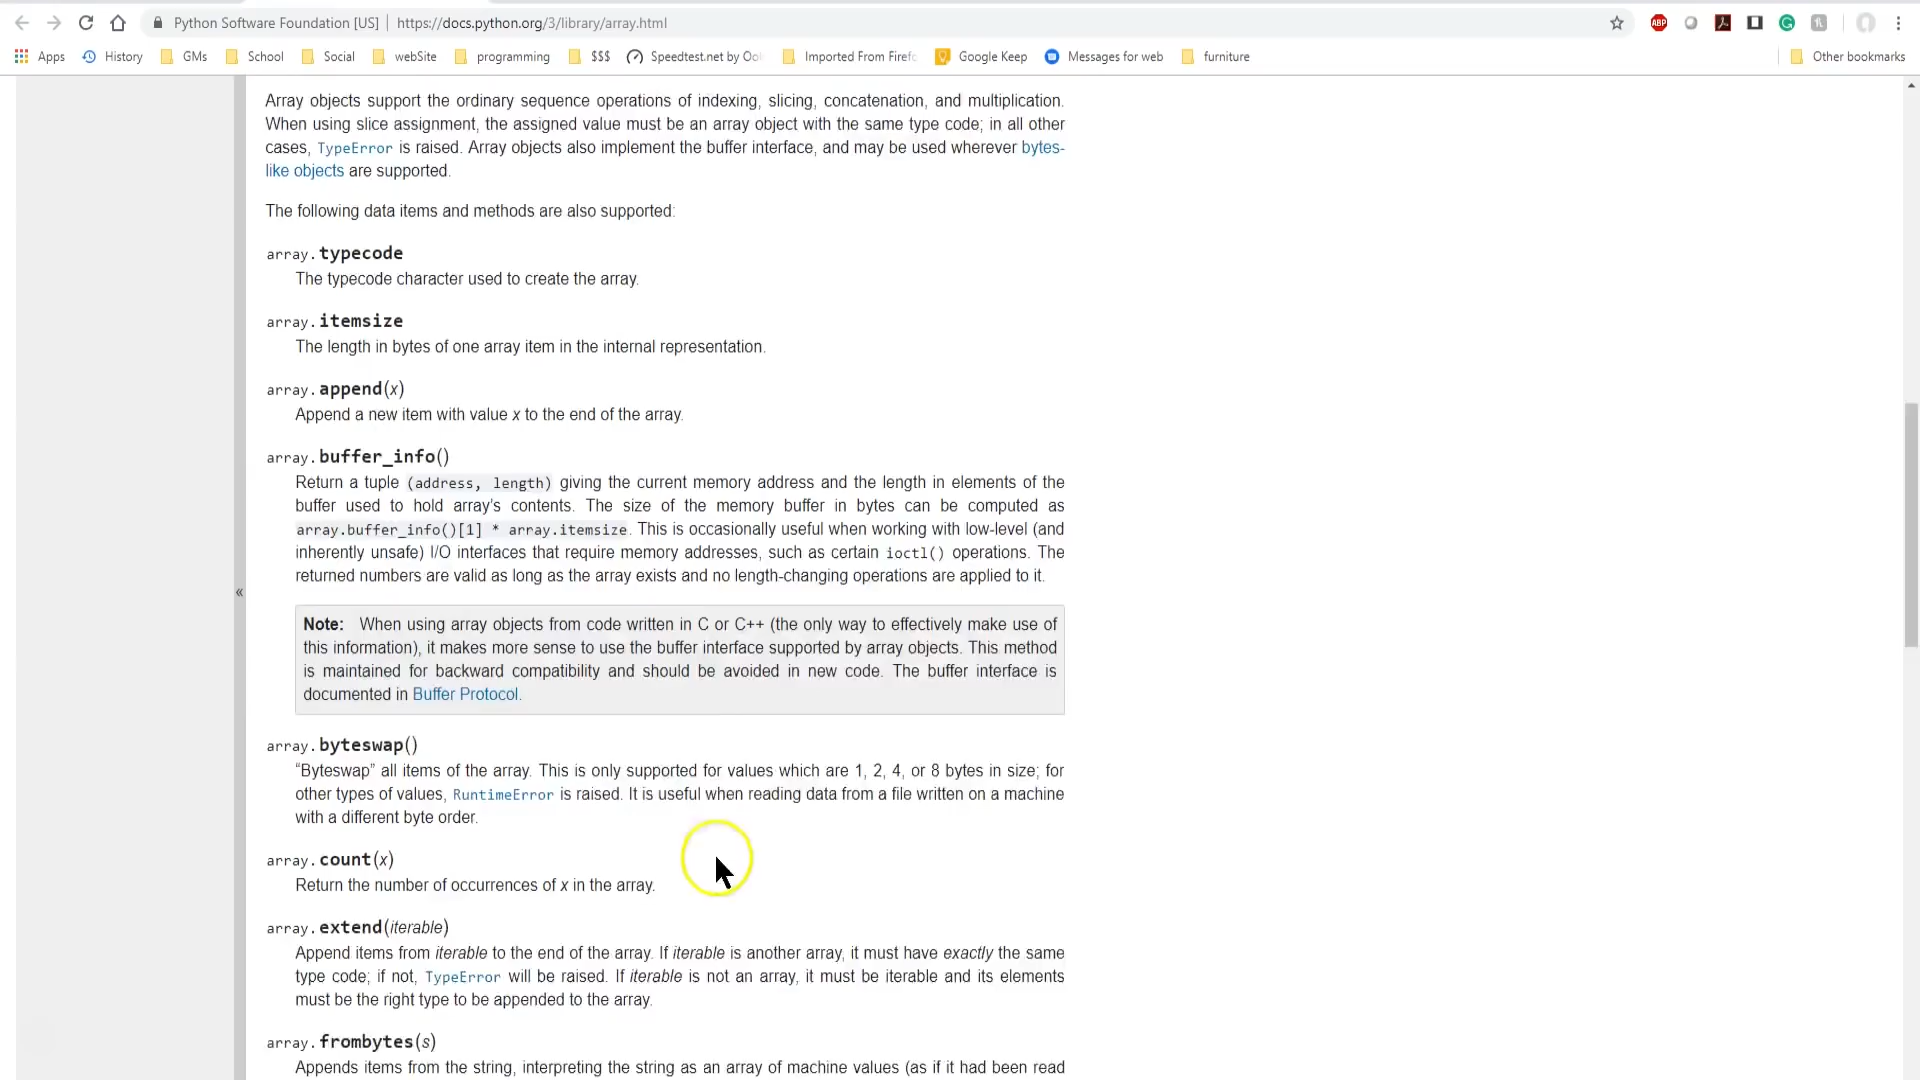 Python Software Foundation [US] | https://docs.python.org/3/library/array.html
ABP
Apps History GMs School Social webSite programming $$$ Speedtest.net by Ook Imported From Firefo Google Keep Messages for web furniture Other bookmarks
Array objects support the ordinary sequence operations of indexing, slicing, concatenation, and multiplication.
When using slice assignment, the assigned value must be an array object with the same type code; in all other
cases, TypeError is raised. Array objects also implement the buffer interface, and may be used wherever bytes-
like objects are supported.
The following data items and methods are also supported:
array.typecode
The typecode character used to create the array.
array.itemsize
The length in bytes of one array item in the internal representation.
array.append(x)
Append a new item with value x to the end of the array.
array.buffer_info()
Return a tuple (address, length) giving the current memory address and the length in elements of the
buffer used to hold array's contents. The size of the memory buffer in bytes can be computed as
array.buffer_info()[1] * array.itemsize. This is occasionally useful when working with low-level (and
inherently unsafe) I/O interfaces that require memory addresses, such as certain ioctl() operations. The
returned numbers are valid as long as the array exists and no length-changing operations are applied to it.
«
Note: When using array objects from code written in C or C++ (the only way to effectively make use of
this information), it makes more sense to use the buffer interface supported by array objects. This method
is maintained for backward compatibility and should be avoided in new code. The buffer interface is
documented in Buffer Protocol.
array.byteswap()
“Byteswap” all items of the array. This is only supported for values which are 1, 2, 4, or 8 bytes in size; for
other types of values, RuntimeError is raised. It is useful when reading data from a file written on a machine
with a different byte order.
array.count(x)
Return the number of occurrences of x in the array.
array.extend(iterable)
Append items from iterable to the end of the array. If iterable is another array, it must have exactly the same
type code; if not, TypeError will be raised. If iterable is not an array, it must be iterable and its elements
must be the right type to be appended to the array.
array.frombytes(s)
Appends items from the string, interpreting the string as an array of machine values (as if it had been read